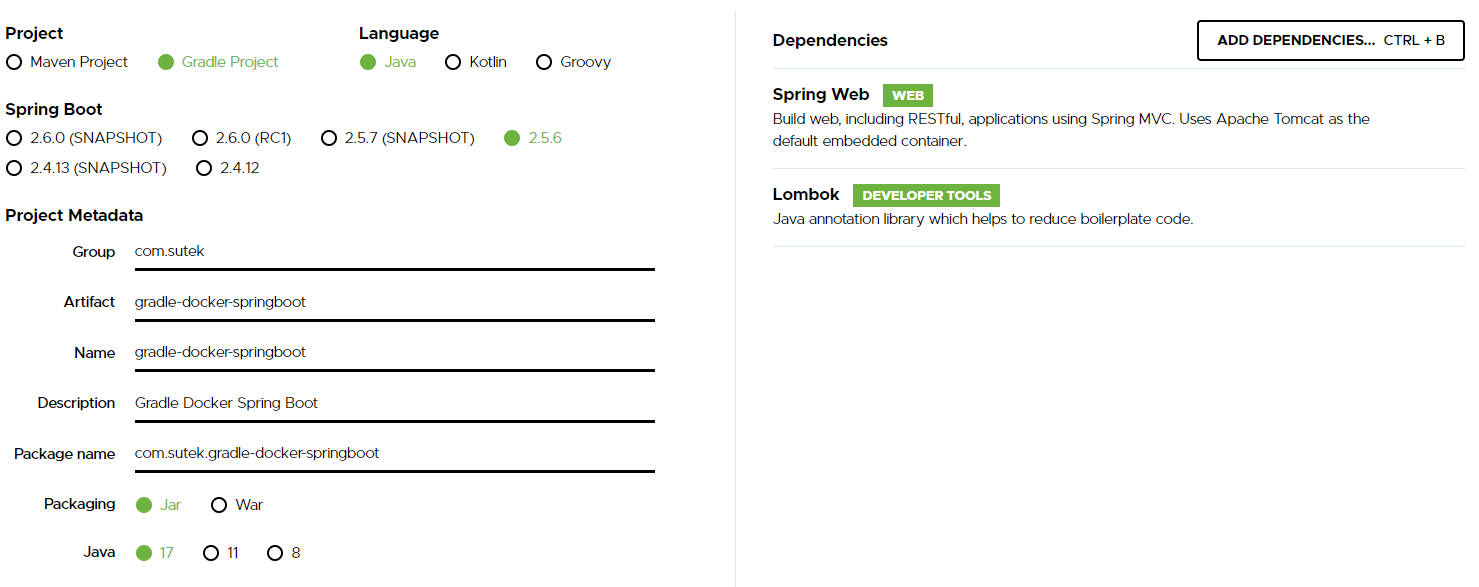 Project
Maven Project Gradle Project
Language
Java Kotlin Groovy
Spring Boot
2.6.0 (SNAPSHOT) 2.6.0 (RC1) 2.5.7 (SNAPSHOT) 2.5.6
2.4.13 (SNAPSHOT) 2.4.12
Project Metadata
Group com.sutek
Artifact gradle-docker-springboot
Name gradle-docker-springboot
Description Gradle Docker Spring Boot
Package name com.sutek.gradle-docker-springboot
Packaging Jar War
Java 17 11 8
Dependencies
ADD DEPENDENCIES... CTRL + B
Spring Web WEB
Build web, including RESTful, applications using Spring MVC. Uses Apache Tomcat as the
default embedded container.
Lombok DEVELOPER TOOLS
Java annotation library which helps to reduce boilerplate code.